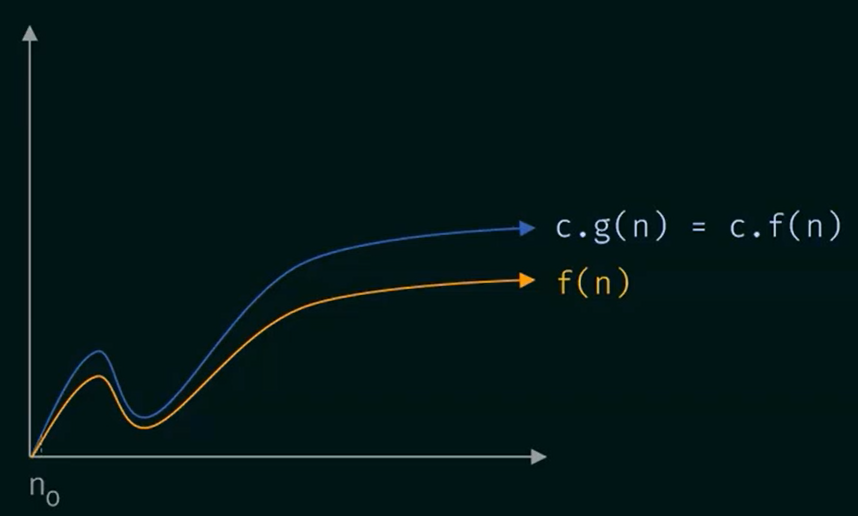 c.g(n) = c.f(n)
f(n)
n₀